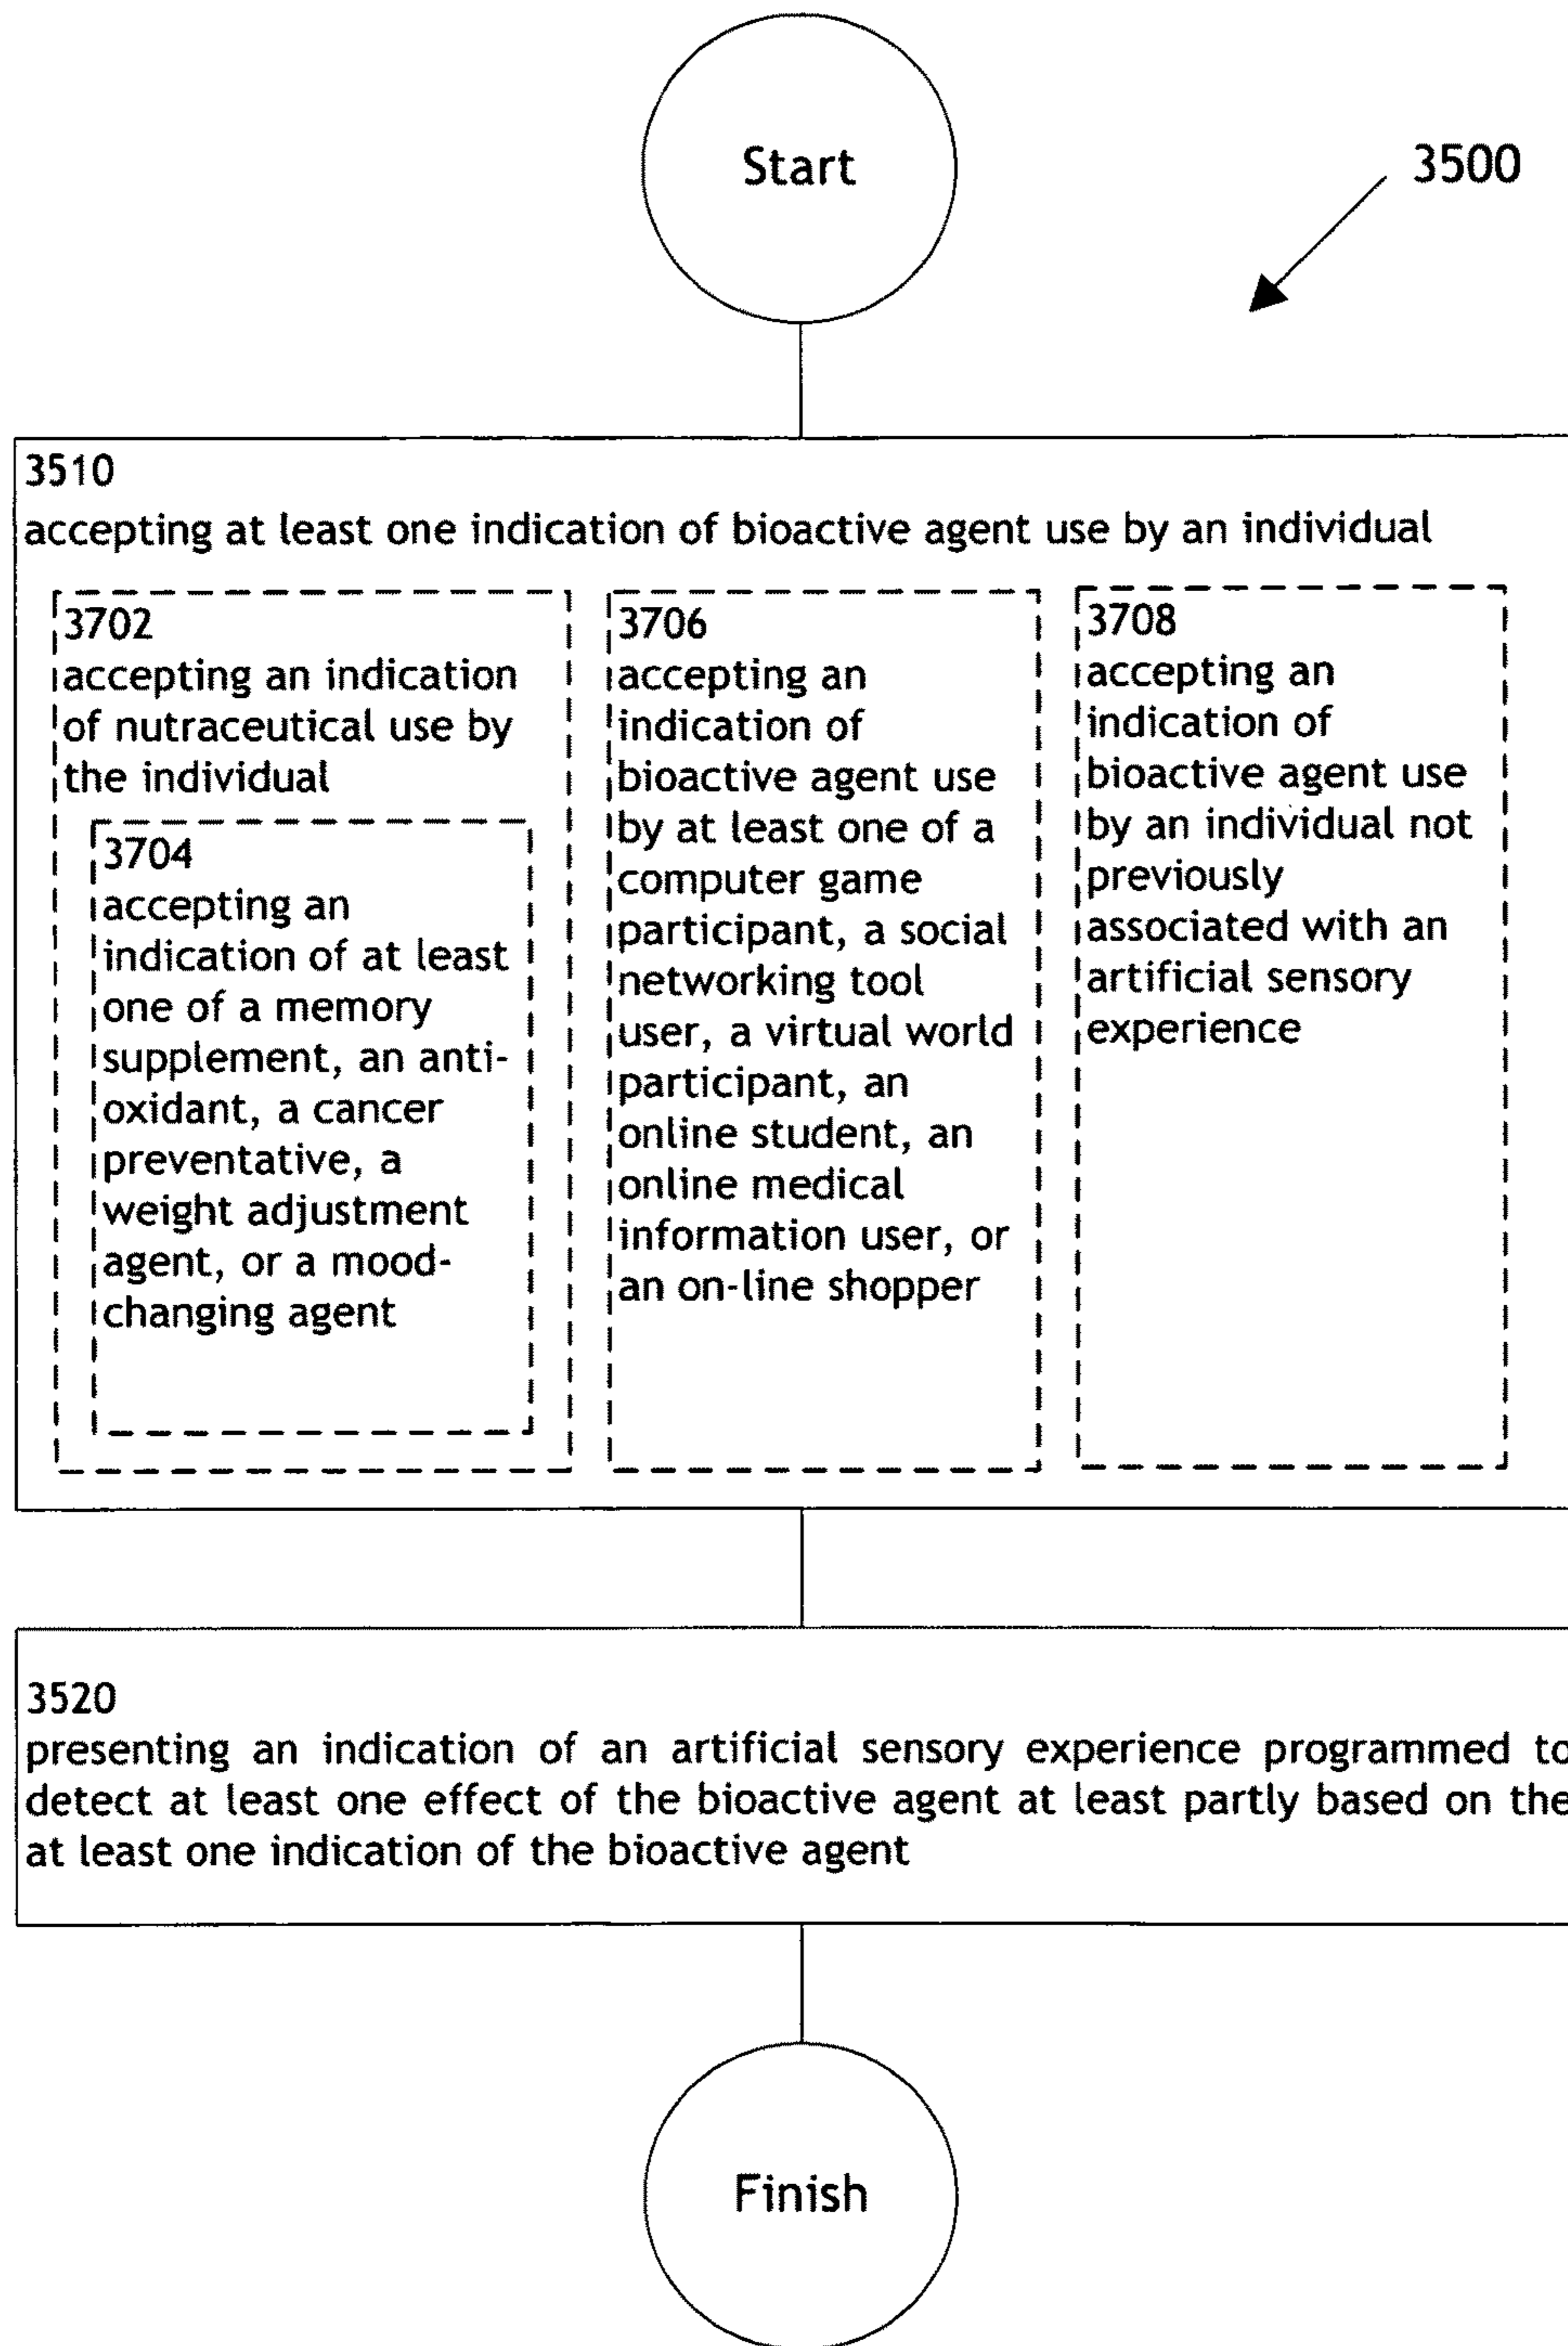 Start
3500
3510
accepting at least one indication of bioactive agent use by an individual
3702
accepting an indication
of nutraceutical use by
the individual
3704
accepting an
indication of at least
one of a memory
supplement, an anti-
oxidant, a cancer
preventative, a
weight adjustment
agent, or a mood-
changing agent
3706
accepting an
indication of
bioactive agent use
by at least one of a
computer game
participant, a social
networking tool
user, a virtual world
participant, an
online student, an
online medical
information user, or
an on-line shopper
3708
accepting an
indication of
bioactive agent use
by an individual not
previously
associated with an
artificial sensory
experience
3520
presenting an indication of an artificial sensory experience programmed to
detect at least one effect of the bioactive agent at least partly based on the
at least one indication of the bioactive agent
Finish